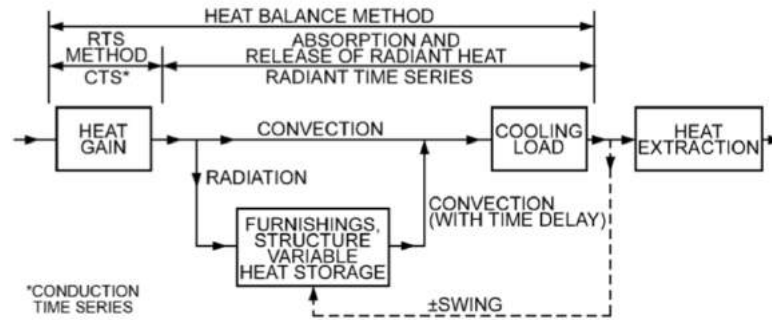 HEAT BALANCE METHOD
RTS
METHOD
CTS*
ABSORPTION AND
RELEASE OF RADIANT HEAT
RADIANT TIME SERIES
HEAT
GAIN
CONVECTION
COOLING
LOAD
HEAT
EXTRACTION
RADIATION
CONVECTION
(WITH TIME DELAY)
FURNISHINGS,
STRUCTURE
VARIABLE
HEAT STORAGE
±SWING
*CONDUCTION
TIME SERIES